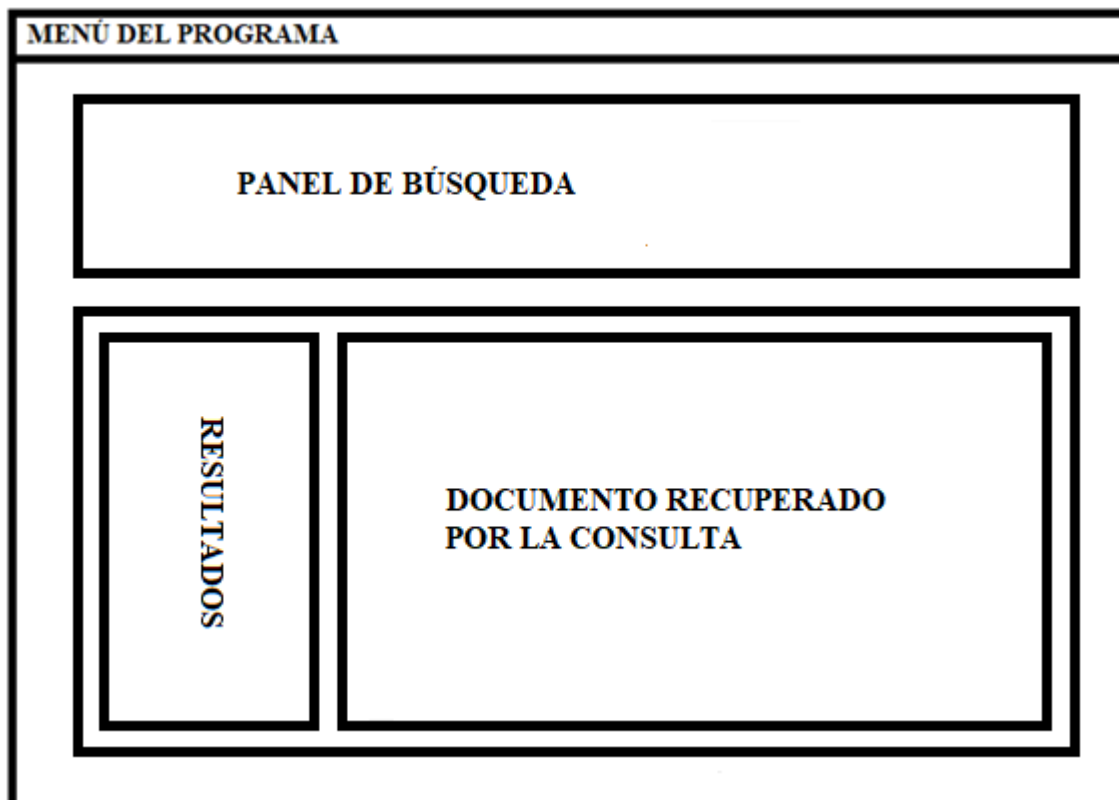 MENÚ DEL PROGRAMA
PANEL DE BÚSQUEDA
RESULTADOS
DOCUMENTO RECUPERADO
POR LA CONSULTA